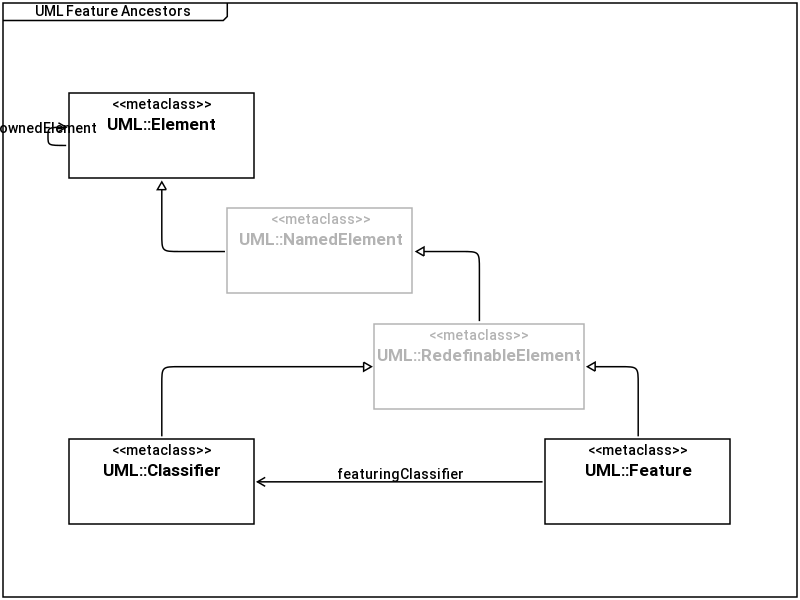 UML Feature Ancestors
<<metaclass>>
UML::Element
ownedElement
<<metaclass>>
UML::NamedElement
<<metaclass>>
UML::RedefinableElement
<<metaclass>>
UML::Classifier
featuringClassifier
<<metaclass>>
UML::Feature